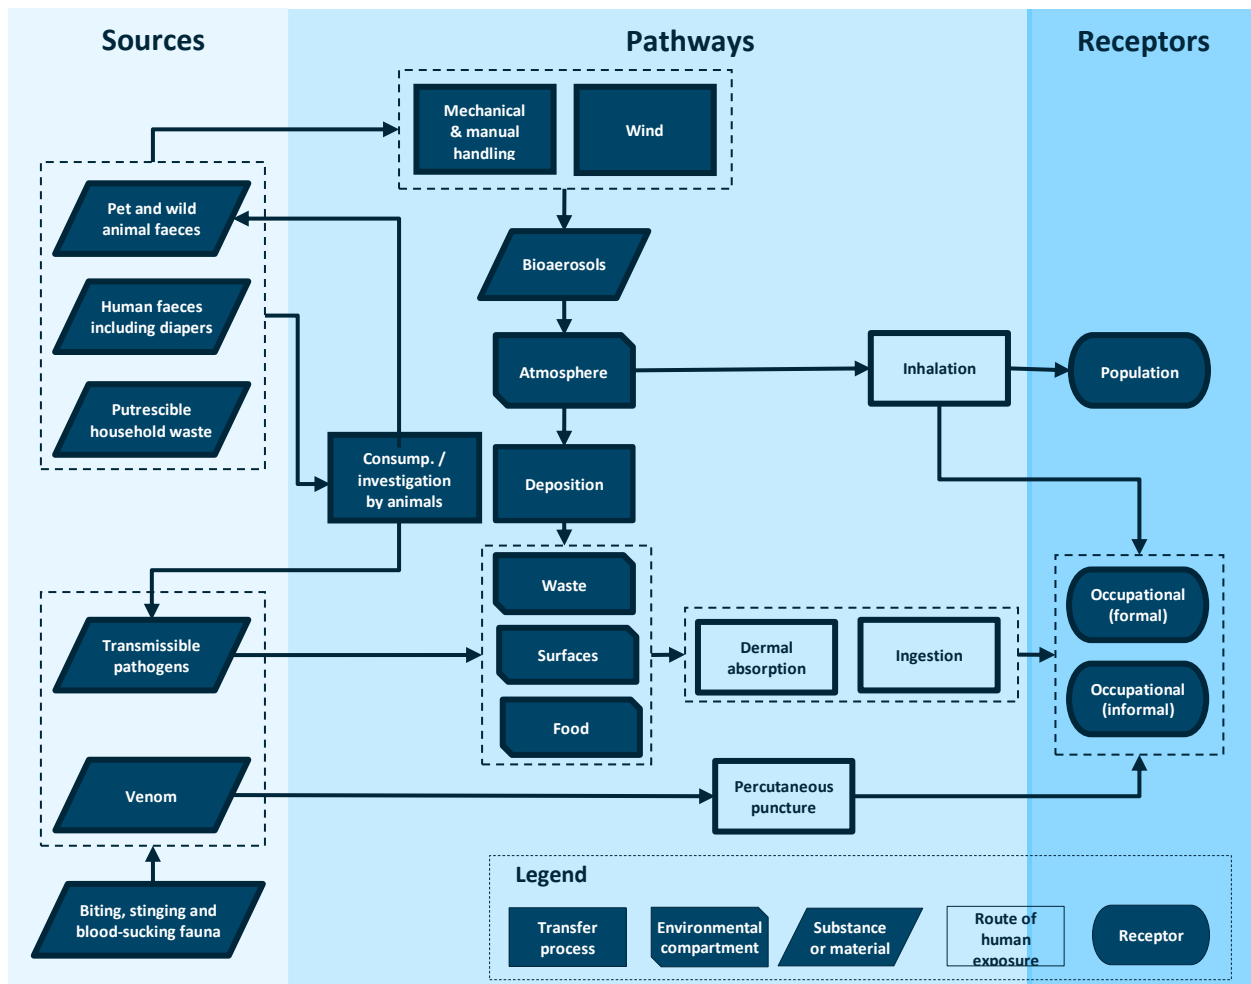 Sources
Pathways
Receptors
Mechanical
& manual
handling
Wind
Pet and wild
animal faeces
Bioaerosols
Human faeces
including diapers
Atmosphere
Inhalation
Population
Putrescible
household waste
Consump. /
investigation
by animals
Deposition
Waste
Occupational
(formal)
Transmissible
pathogens
Surfaces
Dermal
absorption
Ingestion
Occupational
(informal)
Food
Venom
Percutaneous
puncture
Biting, stinging and
blood-sucking fauna
Legend
Transfer
process
Environmental
compartment
Substance
or material
Route of
human
exposure
Receptor